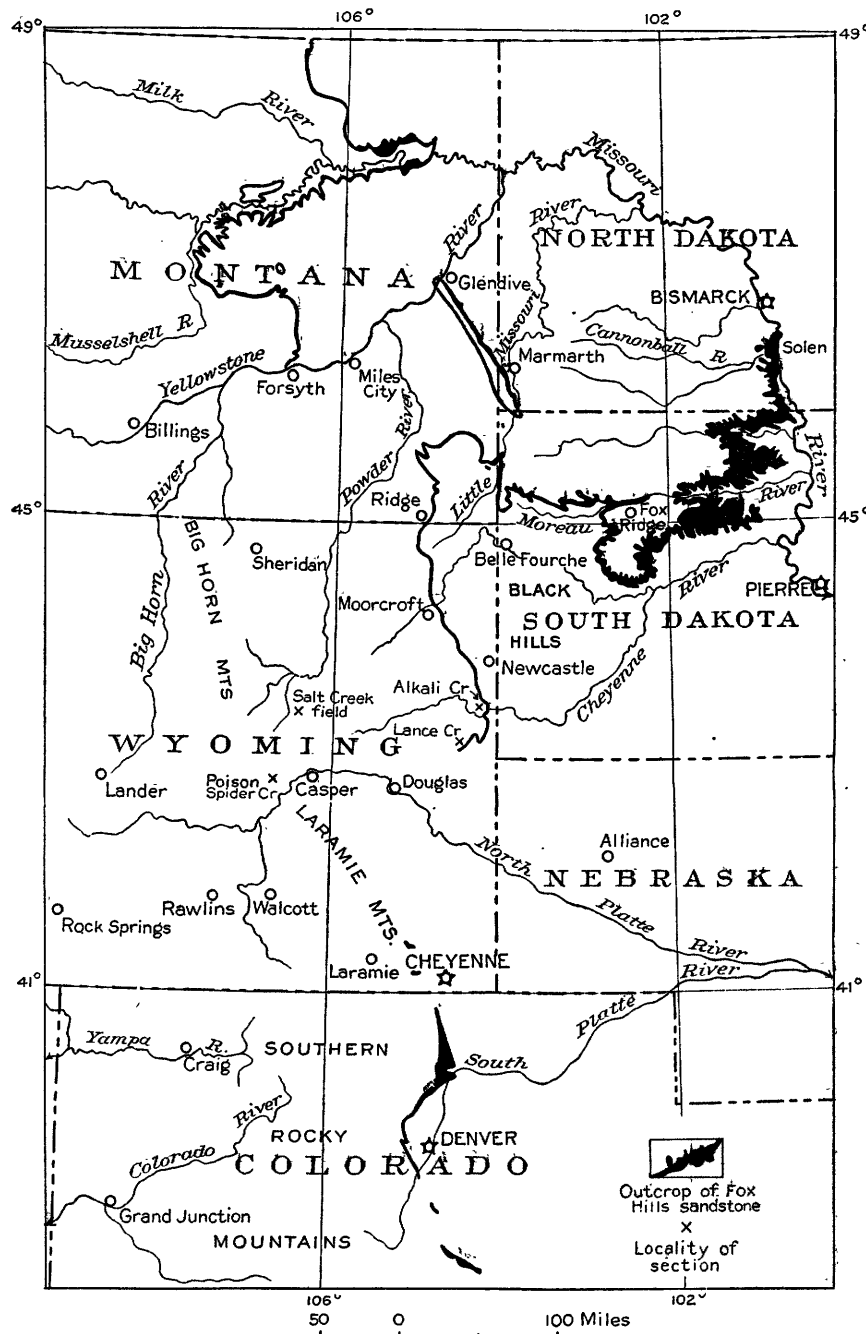 106°
102°
49°
49°
Milk
River
Missouri
River
River
NORTH DAKOTA
MONTANA
Glendive
BISMARCK
Missouri
Musselshell R
Cannonball R
Solen
Marmarth
Yellowstone
Forsyth
Miles
City
Billings
Powder
River
River
River
Ridge
Little
River
45°
45°
Moreau
Fox
Ridge
BIG HORN
MTS
Sheridan
Belle Fourche
River
PIERRE
BLACK
HILLS
Moorcroft
SOUTH DAKOTA
Big Horn
Newcastle
Cheyenne
Alkali Cr
Salt Creek
field
Lance Cr
WYOMING
Lander
Poison
Spider Cr
Casper
Douglas
LARAMIE
MTS.
North
Alliance
NEBRASKA
Rock Springs
Rawlins
Walcott
Platte
River
Laramie
CHEYENNE
River
41°
41°
Platte
Yampa
R.
Craig
SOUTHERN
South
River
ROCKY
DENVER
Colorado
COLORADO
Grand Junction
MOUNTAINS
Outcrop of Fox
Hills sandstone
x
Locality of
section
106°
102°
50 0 100 Miles